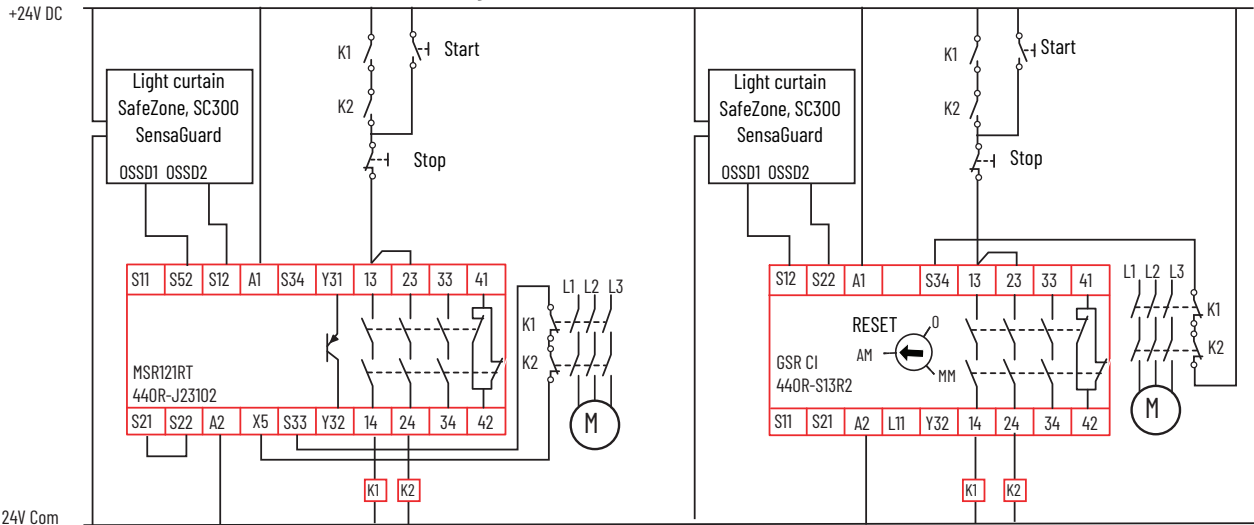 +24V DC
K1
Start
K2
Stop
Light curtain
SafeZone, SC300
SensaGuard
OSSD1 OSSD2
S11 S52 S12 A1 S34 Y31 13 23 33 41
MSR121RT
440R-J23102
S21 S22 A2 X5 S33 Y32 14 24 34 42
L1 L2 L3
K1
K2
M
K1 K2
K1
Start
K2
Stop
Light curtain
SafeZone, SC300
SensaGuard
OSSD1 OSSD2
S12 S22 A1 S34 13 23 33 41
RESET
0
AM
MM
GSR CI
440R-S13R2
S11 S21 A2 L11 Y32 14 24 34 42
L1 L2 L3
K1
K2
M
K1 K2
24V Com